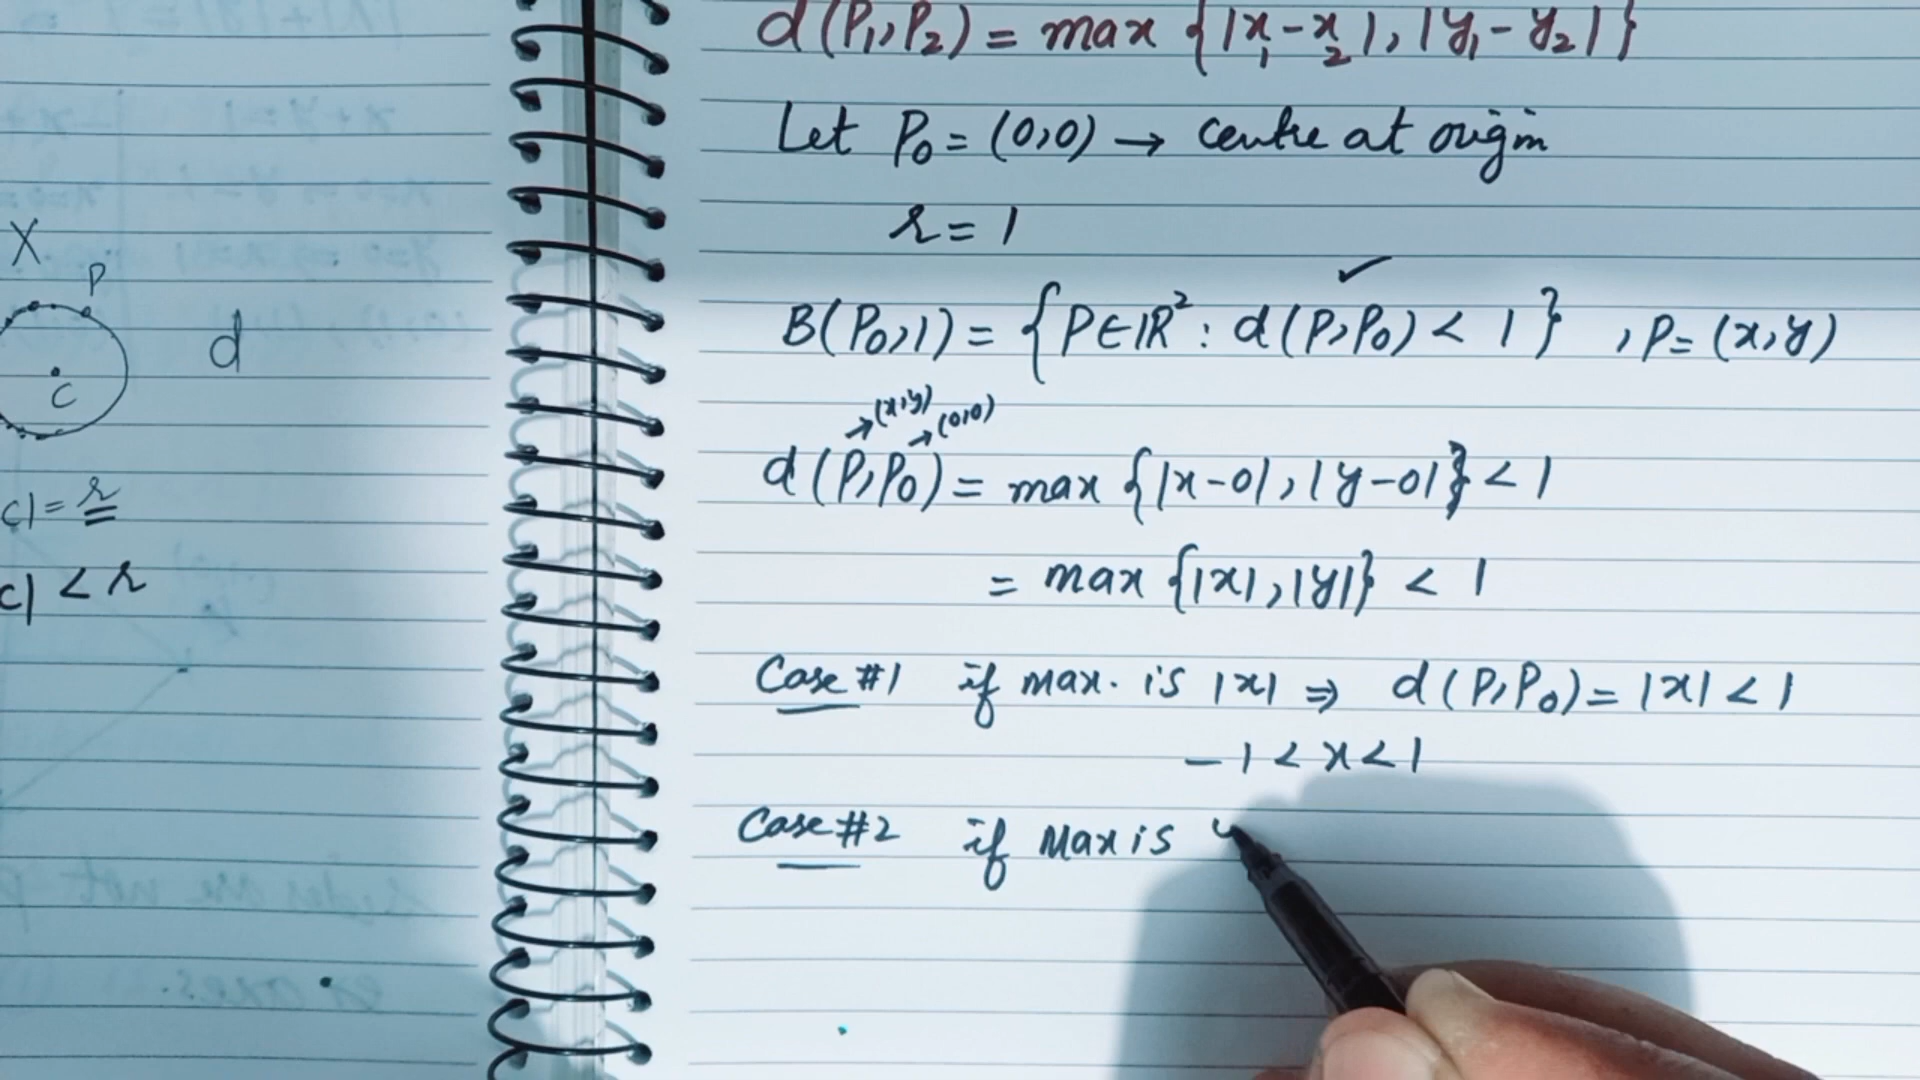 X
P
C
d
c| = r
c| < r
d(P₁,P₂) = max {|x₁-x₂|, |y₁-y₂|}
Let P₀ = (0,0) → centre at origin
r = 1
✓
B(P₀,1) = {P∈ℝ² : d(P,P₀) < 1} , P = (x,y)
→(x,y) →(0,0)
d(P,P₀) = max {|x-0|, |y-0|} < 1
= max {|x|, |y|} < 1
Case #1 if max. is |x| ⇒ d(P,P₀) = |x| < 1
-1 < x < 1
Case #2 if Max is